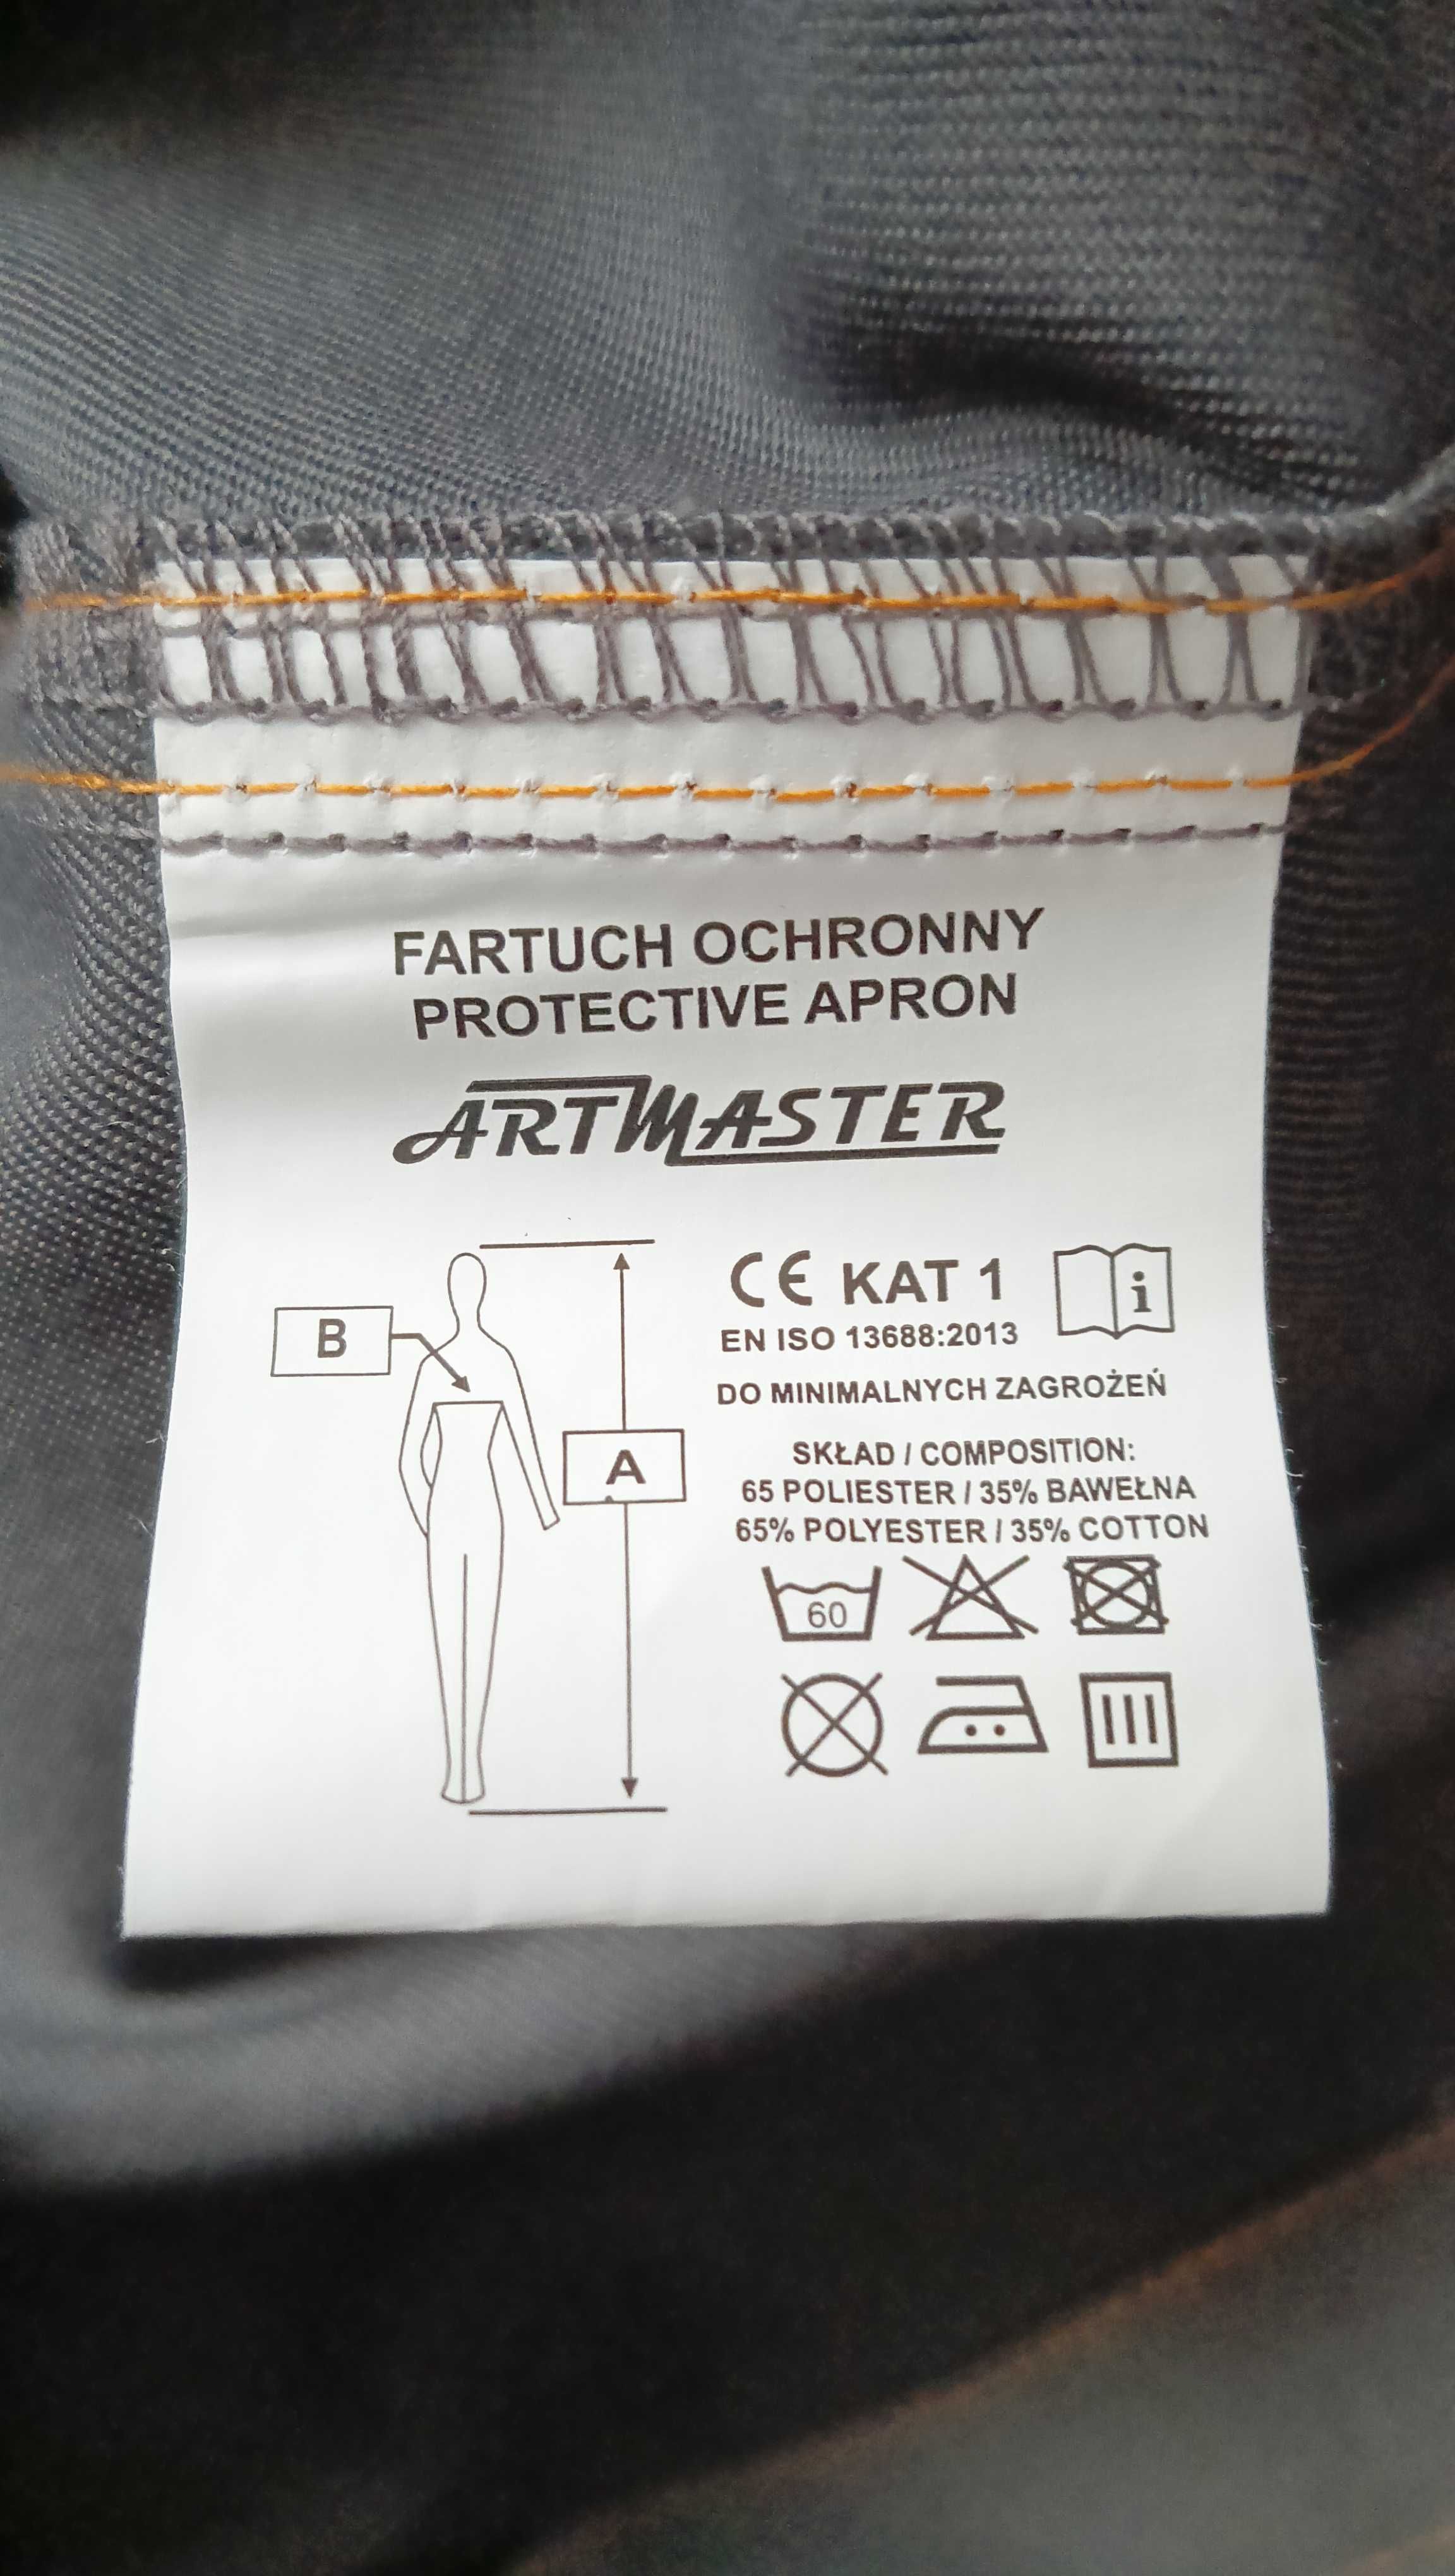 FARTUCH OCHRONNY
PROTECTIVE APRON
ARTMASTER
B
A
CE KAT 1
i
EN ISO 13688:2013
DO MINIMALNYCH ZAGROŻEŃ
SKŁAD / COMPOSITION:
65 POLIESTER / 35% BAWEŁNA
65% POLYESTER / 35% COTTON
60